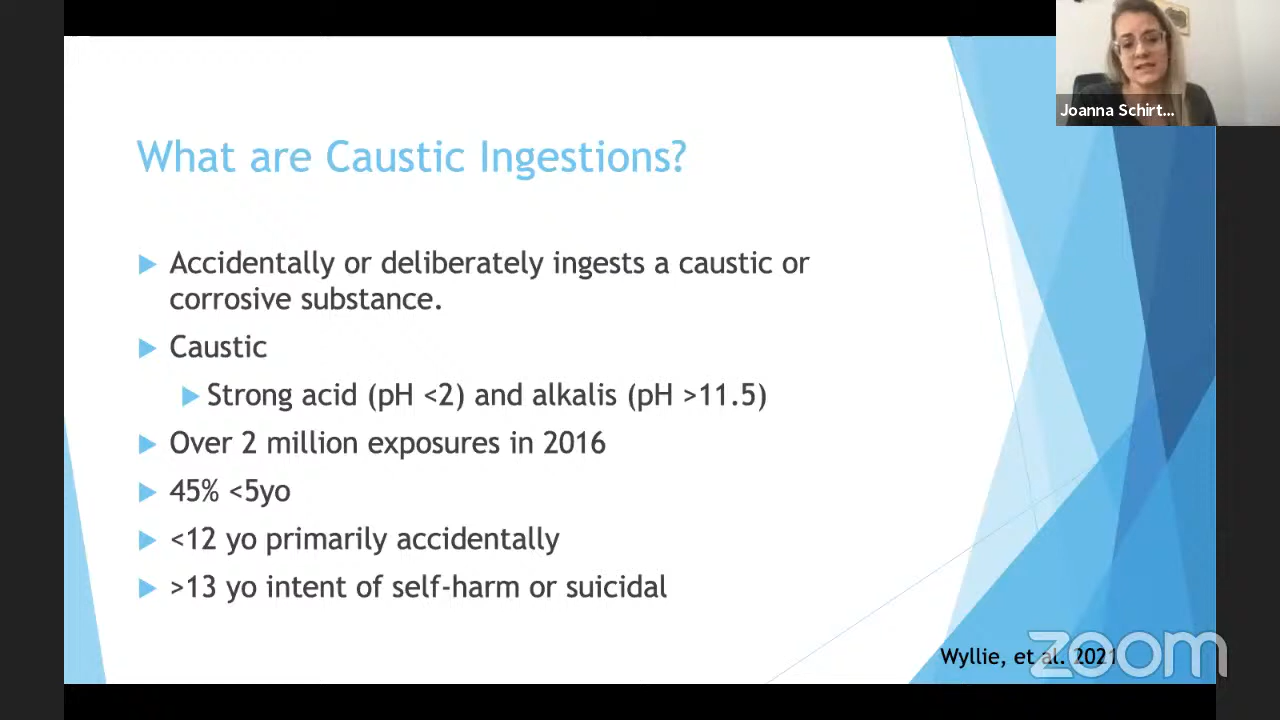 Joanna Schirt...
What are Caustic Ingestions?
Accidentally or deliberately ingests a caustic or
corrosive substance.
Caustic
Strong acid (pH <2) and alkalis (pH >11.5)
Over 2 million exposures in 2016
45% <5yo
<12 yo primarily accidentally
>13 yo intent of self-harm or suicidal
Wyllie, et al. 2021
zoom